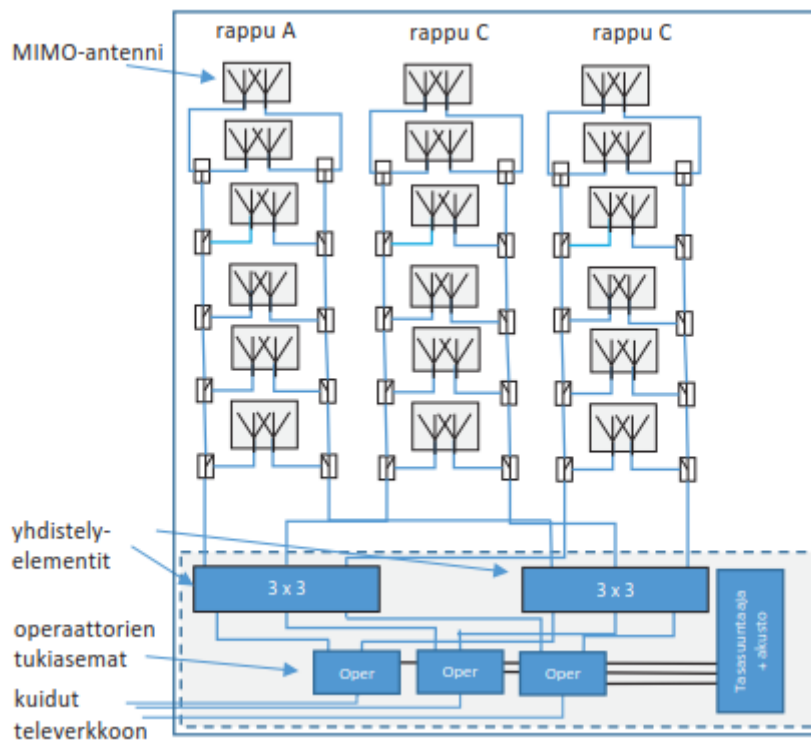 rappu A
rappu C
rappu C
MIMO-antenni
yhdistely-
elementit
3 x 3
3 x 3
operaattorien
tukiasemat
Oper
Oper
Oper
Tasasuuntaaja
+ akusto
kuidut
televerkkoon